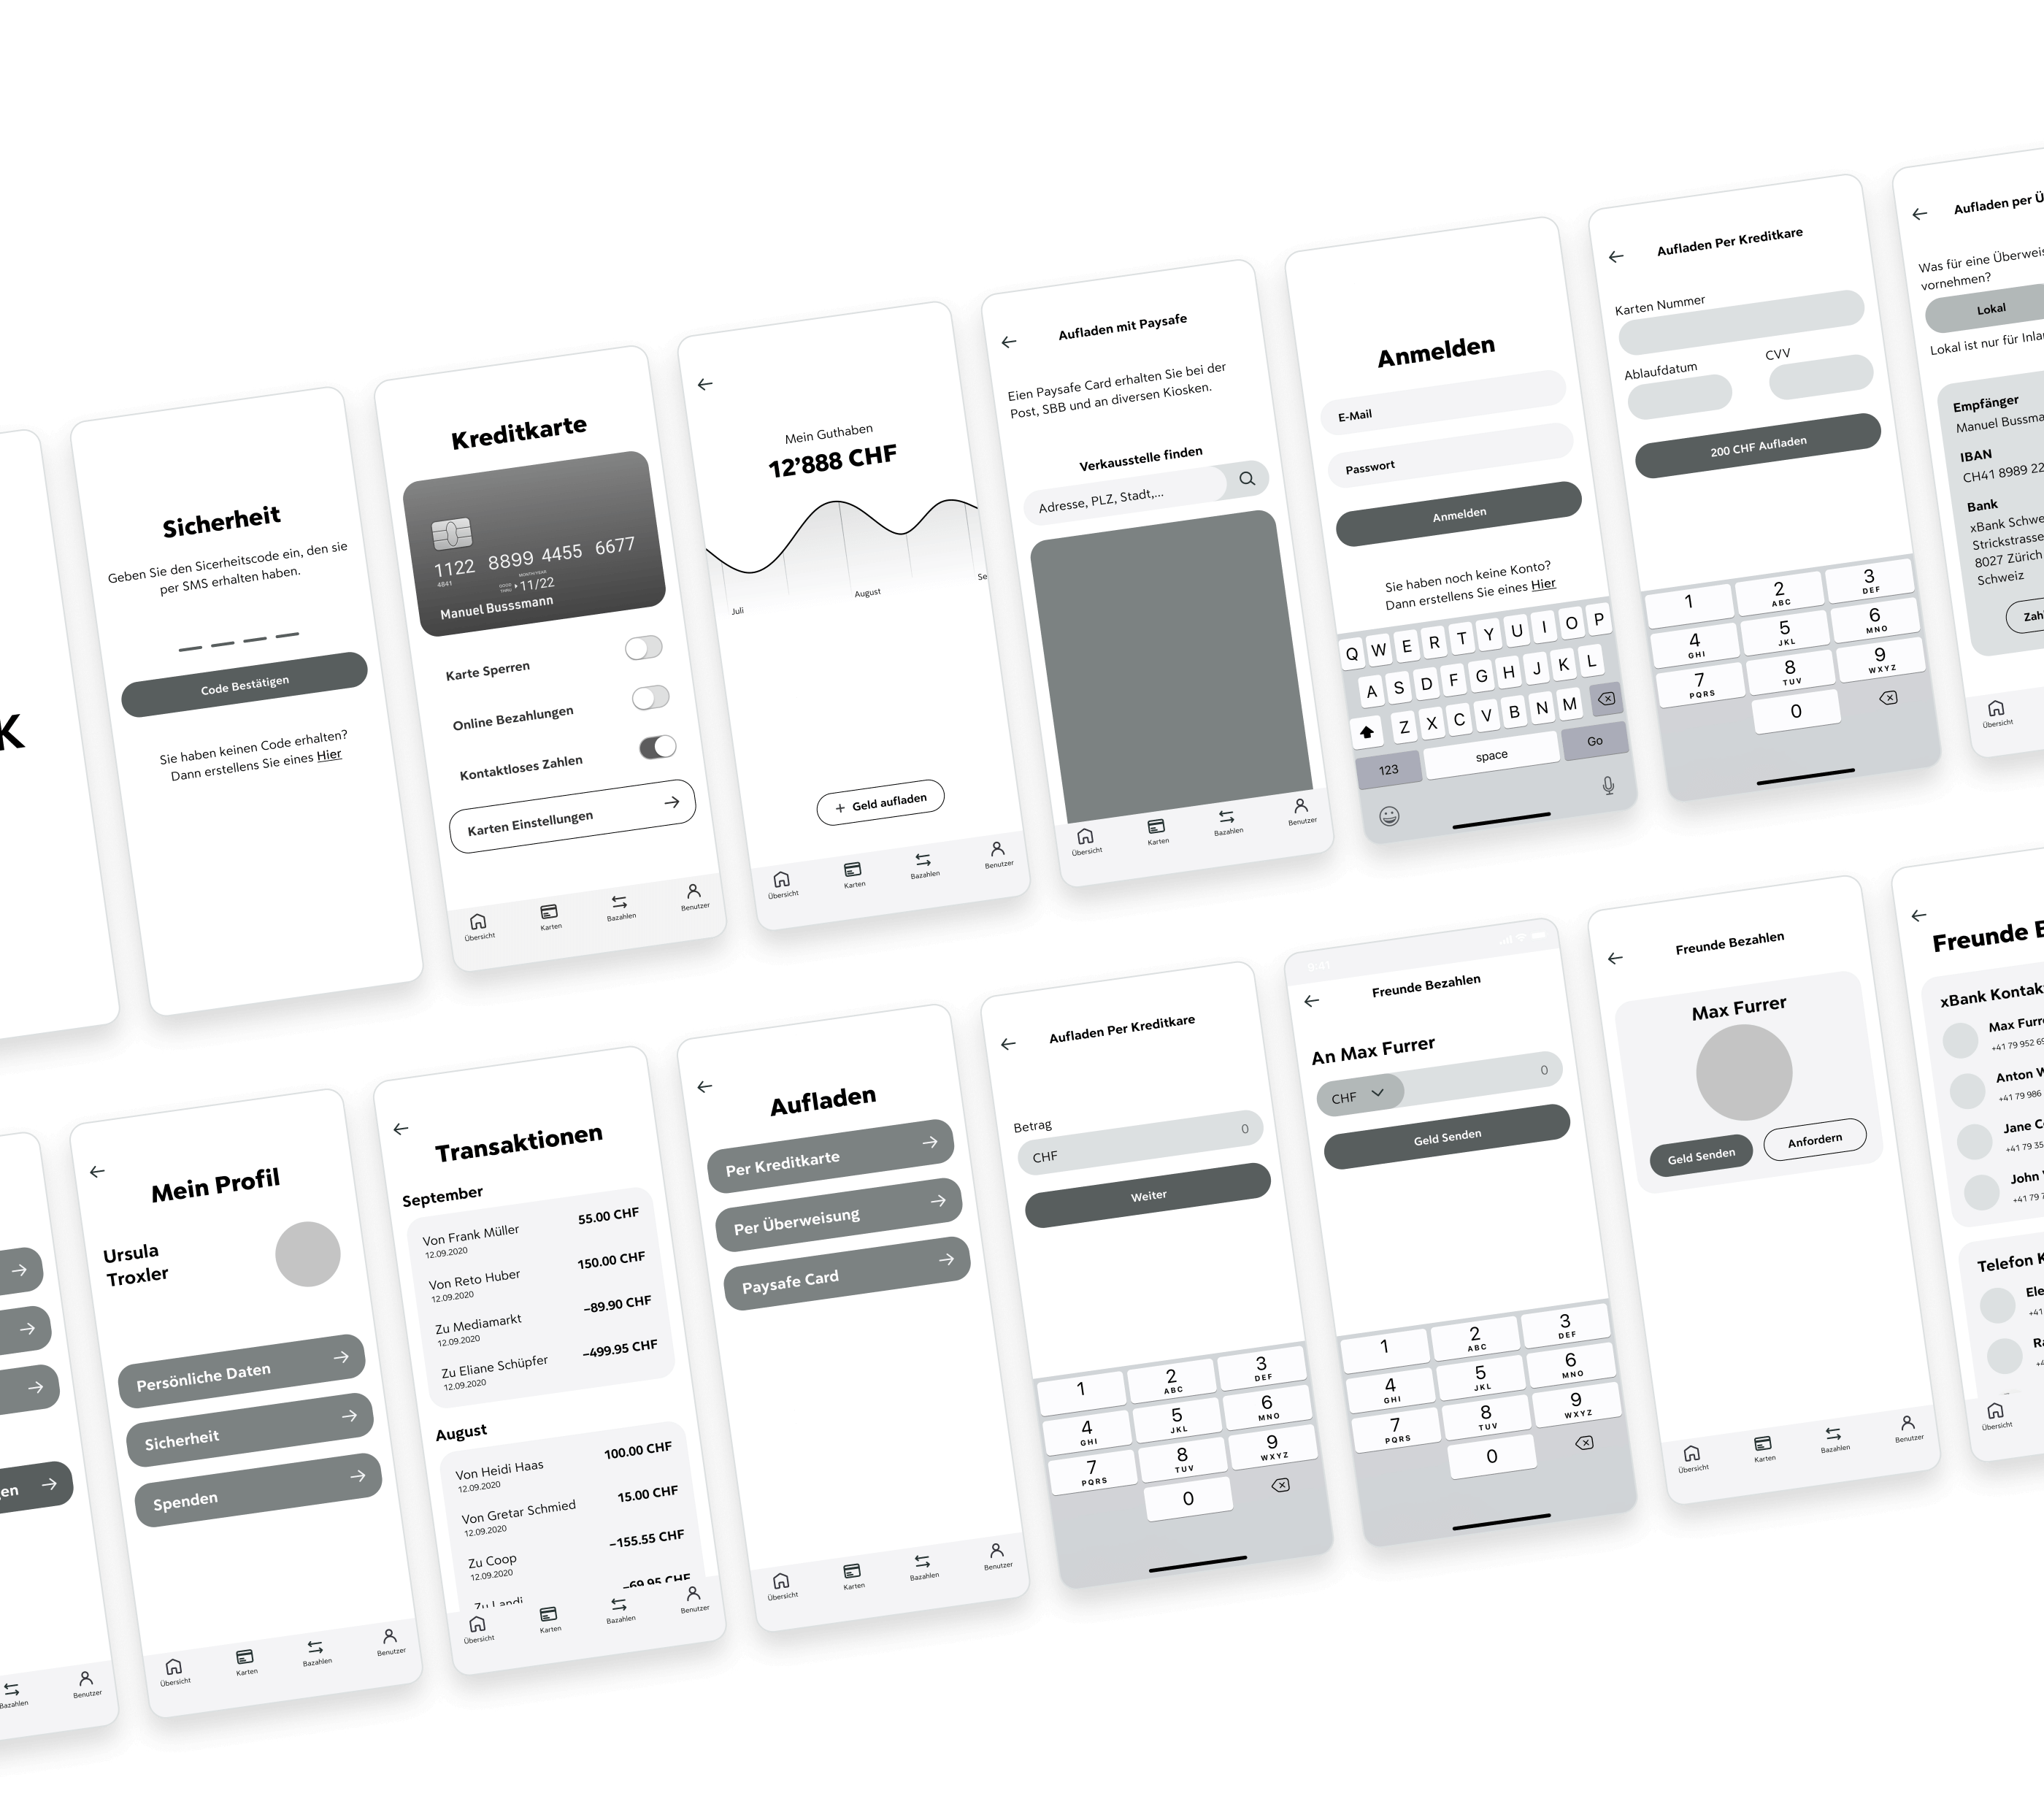 K
Sicherheit
Geben Sie den Sicerheitscode ein, den sie
per SMS erhalten haben.
Code Bestätigen
Sie haben keinen Code erhalten?
Dann erstellens Sie eines Hier
Kreditkarte
1122 8899 4455 6677
4841
11/22
Manuel Busssmann
Karte Sperren
Online Bezahlungen
Kontaktloses Zahlen
Karten Einstellungen
Übersicht
Karten
Bazahlen
Benutzer
Mein Guthaben
12’888 CHF
Juli
August
Se
+ Geld aufladen
Übersicht
Karten
Bazahlen
Benutzer
Aufladen mit Paysafe
Eien Paysafe Card erhalten Sie bei der
Post, SBB und an diversen Kiosken.
Verkausstelle finden
Adresse, PLZ, Stadt,...
Übersicht
Karten
Bazahlen
Benutzer
Anmelden
E-Mail
Passwort
Anmelden
Sie haben noch keine Konto?
Dann erstellens Sie eines Hier
Q W E R T Y U I O P
A S D F G H J K L
Z X C V B N M
123 space Go
Aufladen Per Kreditkare
Karten Nummer
Ablaufdatum
CVV
200 CHF Aufladen
1 2 3
ABC DEF
4 5 6
GHI JKL MNO
7 8 9
PQRS TUV WXYZ
0
Aufladen per Ü
Was für eine Überweis
vornehmen?
Lokal
Lokal ist nur für Inla
Empfänger
Manuel Bussma
IBAN
CH41 8989 22
Bank
xBank Schwe
Strickstrasse
8027 Zürich
Schweiz
Zah
Übersicht
en
Bazahlen
Benutzer
Mein Profil
Ursula
Troxler
Persönliche Daten
Sicherheit
Spenden
Übersicht
Karten
Bazahlen
Benutzer
Transaktionen
September
Von Frank Müller 55.00 CHF
12.09.2020
Von Reto Huber 150.00 CHF
12.09.2020
Zu Mediamarkt –89.90 CHF
12.09.2020
Zu Eliane Schüpfer –499.95 CHF
12.09.2020
August
Von Heidi Haas 100.00 CHF
12.09.2020
Von Gretar Schmied 15.00 CHF
12.09.2020
Zu Coop –155.55 CHF
12.09.2020
Zu Landi –69.95 CHF
Übersicht
Karten
Bazahlen
Benutzer
Aufladen
Per Kreditkarte
Per Überweisung
Paysafe Card
Übersicht
Karten
Bazahlen
Benutzer
Aufladen Per Kreditkare
Betrag
CHF 0
Weiter
1 2 3
ABC DEF
4 5 6
GHI JKL MNO
7 8 9
PQRS TUV WXYZ
0
9:41
Freunde Bezahlen
An Max Furrer
CHF 0
Geld Senden
1 2 3
ABC DEF
4 5 6
GHI JKL MNO
7 8 9
PQRS TUV WXYZ
0
Freunde Bezahlen
Max Furrer
Geld Senden
Anfordern
Übersicht
Karten
Bazahlen
Benutzer
Freunde B
xBank Kontak
Max Furr
+41 79 952 69
Anton W
+41 79 986
Jane C
+41 79 35
John
+41 79 7
Telefon K
Ele
+41
Ra
+4
Übersicht